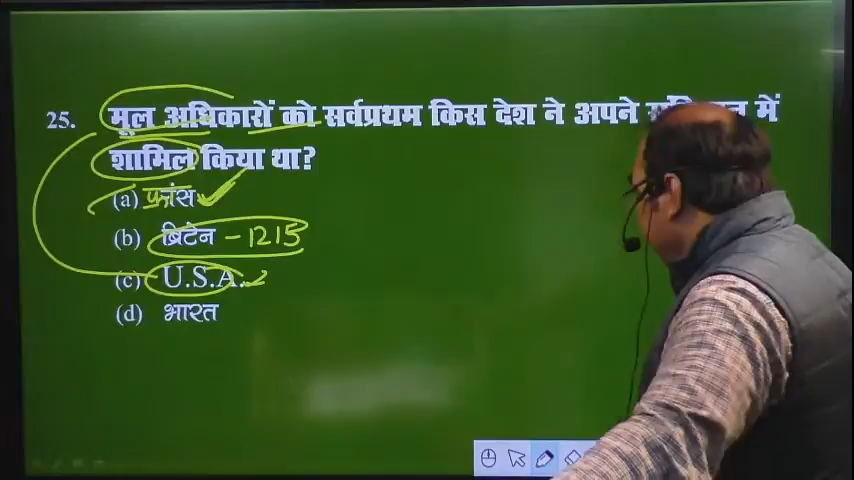 25. मूल अधिकारों को सर्वप्रथम किस देश ने अपने में
शामिल किया था?
(a) फ्रांस
(b) ब्रिटेन - 1215
(c) U.S.A.
(d) भारत